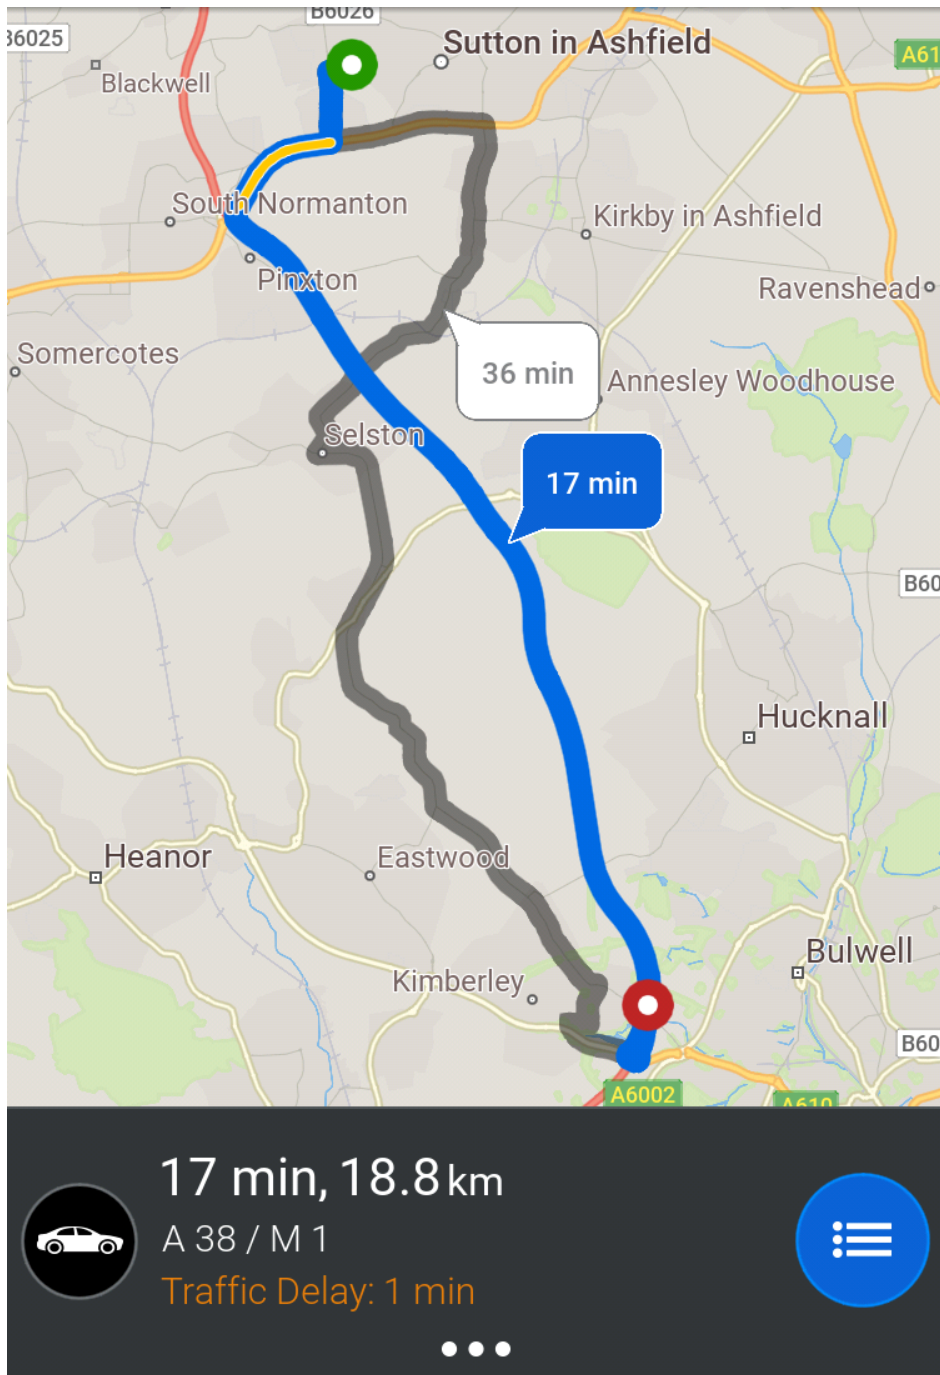 B6026
B6025
Sutton in Ashfield
A61
Blackwell
South Normanton
Kirkby in Ashfield
Pinxton
Ravenshead
Somercotes
36 min
Annesley Woodhouse
Selston
17 min
B60
Hucknall
Heanor
Eastwood
Bulwell
Kimberley
B60
A6002
A610
17 min, 18.8 km
A 38 / M 1
Traffic Delay: 1 min